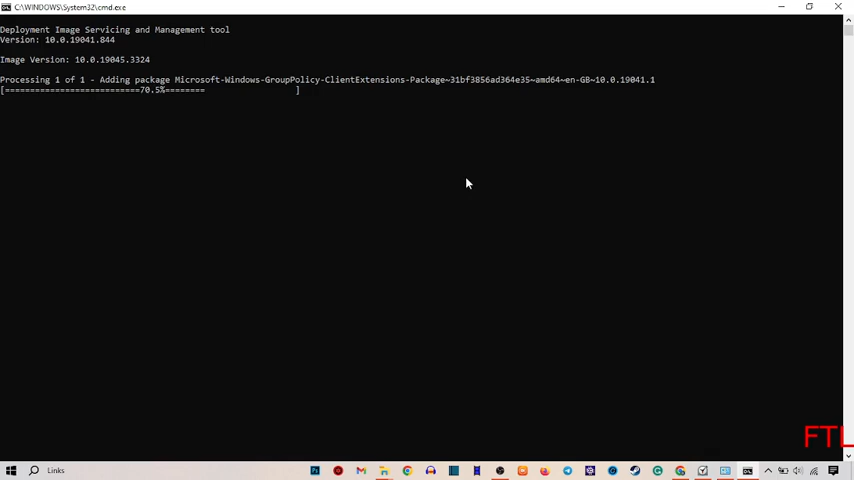 C:\WINDOWS\System32\cmd.exe
Deployment Image Servicing and Management tool
Version: 10.0.19041.844
Image Version: 10.0.19045.3324
Processing 1 of 1 - Adding package Microsoft-Windows-GroupPolicy-ClientExtensions-Package~31bf3856ad364e35~amd64~en-GB~10.0.19041.1
[===========================70.5%======== ]
FTL
Links